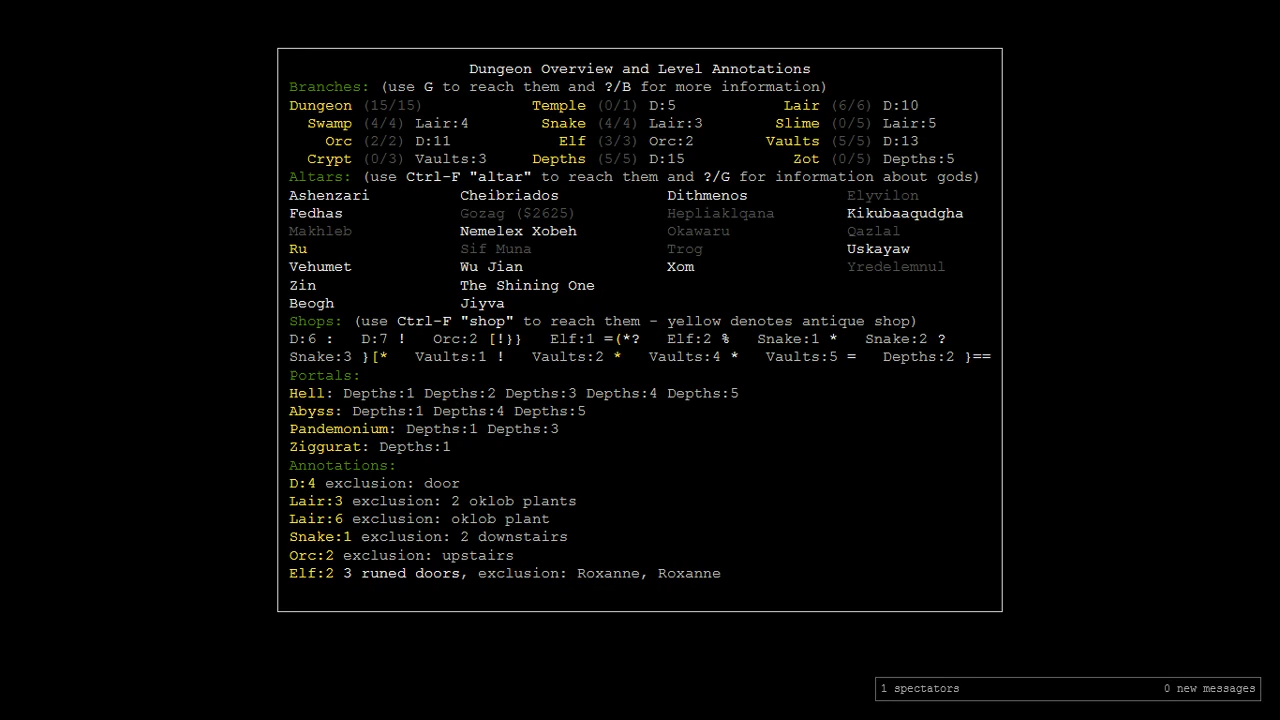 Dungeon Overview and Level Annotations
Branches: (use G to reach them and ?/B for more information)
Dungeon (15/15) Temple (0/1) D:5 Lair (6/6) D:10
Swamp (4/4) Lair:4 Snake (4/4) Lair:3 Slime (0/5) Lair:5
Orc (2/2) D:11 Elf (3/3) Orc:2 Vaults (5/5) D:13
Crypt (0/3) Vaults:3 Depths (5/5) D:15 Zot (0/5) Depths:5
Altars: (use Ctrl-F "altar" to reach them and ?/G for information about gods)
Ashenzari Cheibriados Dithmenos Elyvilon
Fedhas Gozag ($2625) Hepliaklqana Kikubaaqudgha
Makhleb Nemelex Xobeh Okawaru Qazlal
Ru Sif Muna Trog Uskayaw
Vehumet Wu Jian Xom Yredelemnul
Zin The Shining One
Beogh Jiyva
Shops: (use Ctrl-F "shop" to reach them - yellow denotes antique shop)
D:6 : D:7 ! Orc:2 [!}} Elf:1 =(*? Elf:2 % Snake:1 * Snake:2 ?
Snake:3 }[* Vaults:1 ! Vaults:2 * Vaults:4 * Vaults:5 = Depths:2 }==
Portals:
Hell: Depths:1 Depths:2 Depths:3 Depths:4 Depths:5
Abyss: Depths:1 Depths:4 Depths:5
Pandemonium: Depths:1 Depths:3
Ziggurat: Depths:1
Annotations:
D:4 exclusion: door
Lair:3 exclusion: 2 oklob plants
Lair:6 exclusion: oklob plant
Snake:1 exclusion: 2 downstairs
Orc:2 exclusion: upstairs
Elf:2 3 runed doors, exclusion: Roxanne, Roxanne
1 spectators 0 new messages